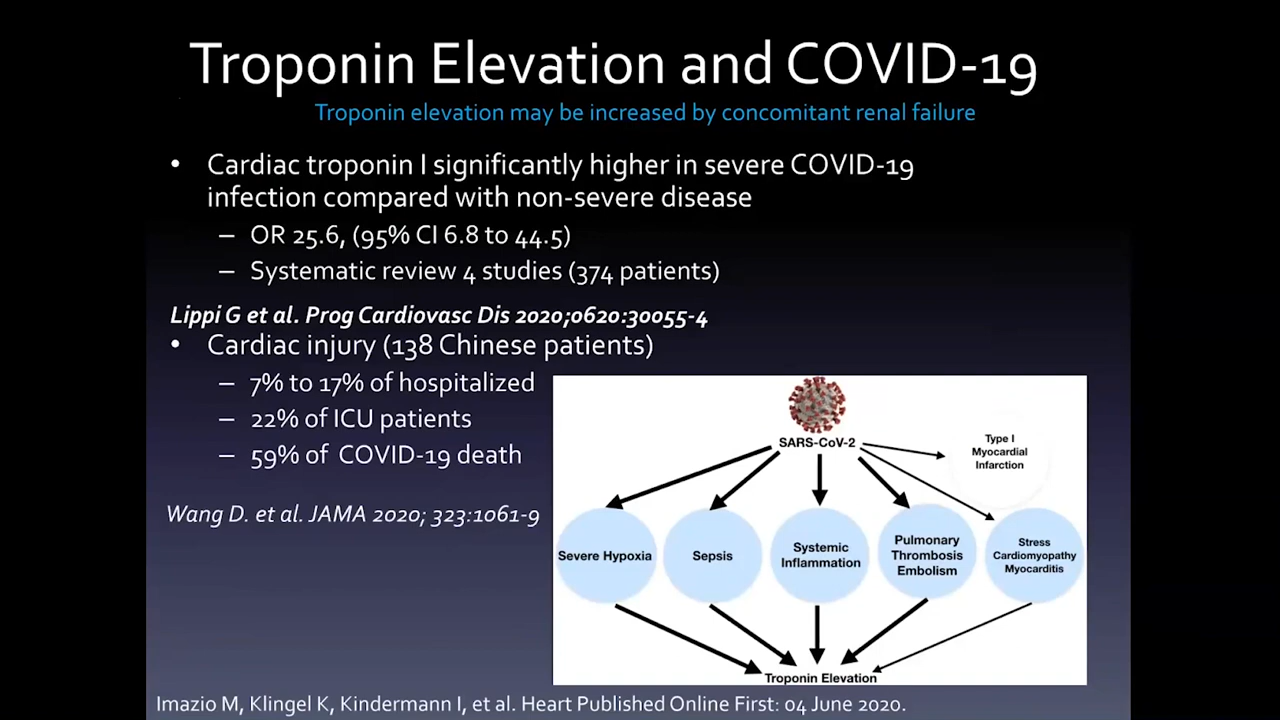 Troponin Elevation and COVID-19
Troponin elevation may be increased by concomitant renal failure
• Cardiac troponin I significantly higher in severe COVID-19
infection compared with non-severe disease
– OR 25.6, (95% CI 6.8 to 44.5)
– Systematic review 4 studies (374 patients)
Lippi G et al. Prog Cardiovasc Dis 2020;0620:30055-4
• Cardiac injury (138 Chinese patients)
– 7% to 17% of hospitalized
– 22% of ICU patients
– 59% of COVID-19 death
Wang D. et al. JAMA 2020; 323:1061-9
SARS-CoV-2
Type I
Myocardial
Infarction
Severe Hypoxia
Sepsis
Systemic
Inflammation
Pulmonary
Thrombosis
Embolism
Stress
Cardiomyopathy
Myocarditis
Troponin Elevation
Imazio M, Klingel K, Kindermann I, et al. Heart Published Online First: 04 June 2020.